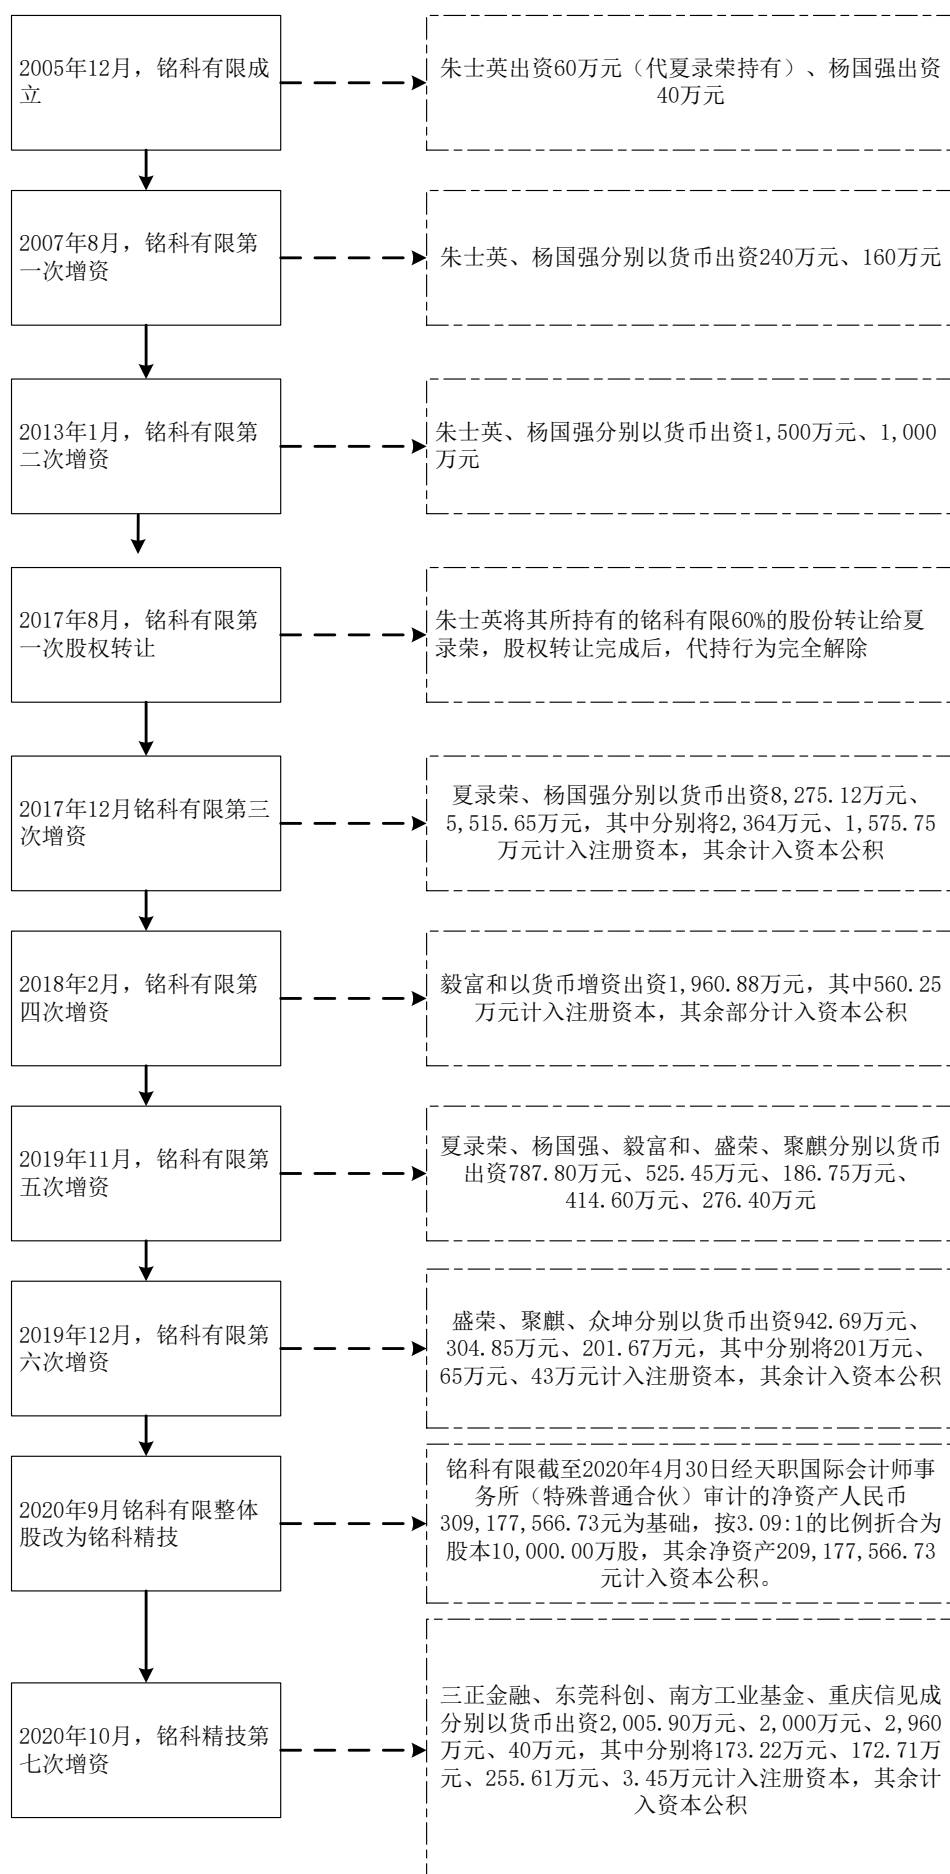 2005年12月，铭科有限成
立
朱士英出资60万元（代夏录荣持有）、杨国强出资
40万元
2007年8月，铭科有限第
一次增资
朱士英、杨国强分别以货币出资240万元、160万元
2013年1月，铭科有限第
二次增资
朱士英、杨国强分别以货币出资1,500万元、1,000
万元
2017年8月，铭科有限第
一次股权转让
朱士英将其所持有的铭科有限60%的股份转让给夏
录荣，股权转让完成后，代持行为完全解除
2017年12月铭科有限第三
次增资
夏录荣、杨国强分别以货币出资8,275.12万元、
5,515.65万元，其中分别将2,364万元、1,575.75
万元计入注册资本，其余计入资本公积
2018年2月，铭科有限第
四次增资
毅富和以货币增资出资1,960.88万元，其中560.25
万元计入注册资本，其余部分计入资本公积
2019年11月，铭科有限第
五次增资
夏录荣、杨国强、毅富和、盛荣、聚麒分别以货币
出资787.80万元、525.45万元、186.75万元、
414.60万元、276.40万元
2019年12月，铭科有限第
六次增资
盛荣、聚麒、众坤分别以货币出资942.69万元、
304.85万元、201.67万元，其中分别将201万元、
65万元、43万元计入注册资本，其余计入资本公积
2020年9月铭科有限整体
股改为铭科精技
铭科有限截至2020年4月30日经天职国际会计师事
务所（特殊普通合伙）审计的净资产人民币
309,177,566.73元为基础，按3.09:1的比例折合为
股本10,000.00万股，其余净资产209,177,566.73
元计入资本公积。
2020年10月，铭科精技第
七次增资
三正金融、东莞科创、南方工业基金、重庆信见成
分别以货币出资2,005.90万元、2,000万元、2,960
万元、40万元，其中分别将173.22万元、172.71万
元、255.61万元、3.45万元计入注册资本，其余计
入资本公积